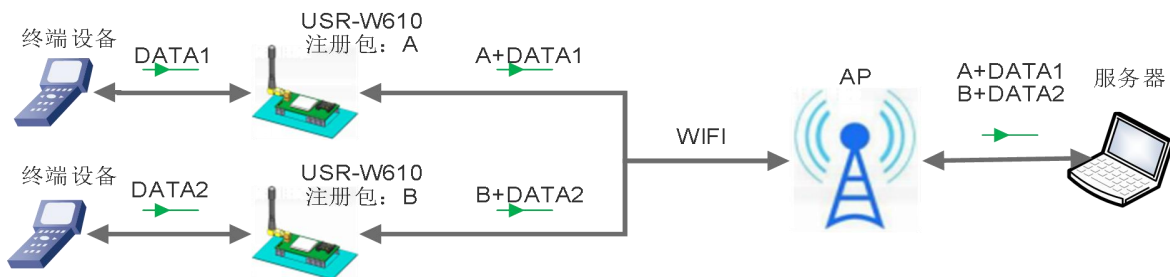 终端设备
DATA1
USR-W610
注册包：A
A+DATA1
AP
A+DATA1
B+DATA2
服务器
WIFI
终端设备
DATA2
USR-W610
注册包：B
B+DATA2